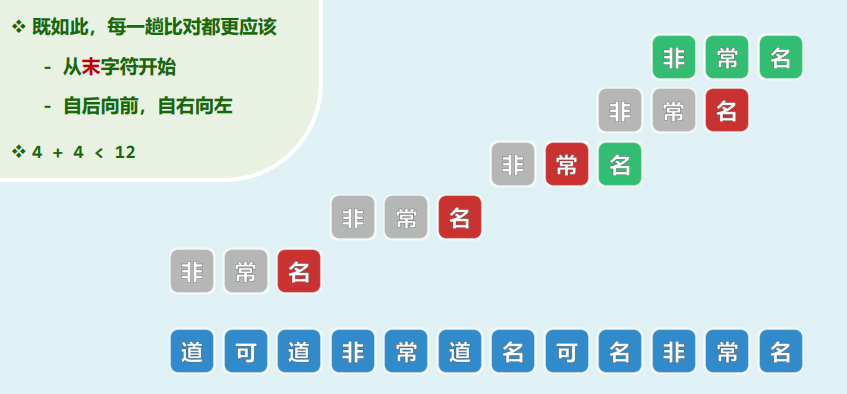 ❖ 既如此，每一趟比对都更应该
- 从末字符开始
- 自后向前，自右向左
❖ 4 + 4 < 12
非 常 名
非 常 名
非 常 名
非 常 名
非 常 名
道 可 道 非 常 道 名 可 名 非 常 名